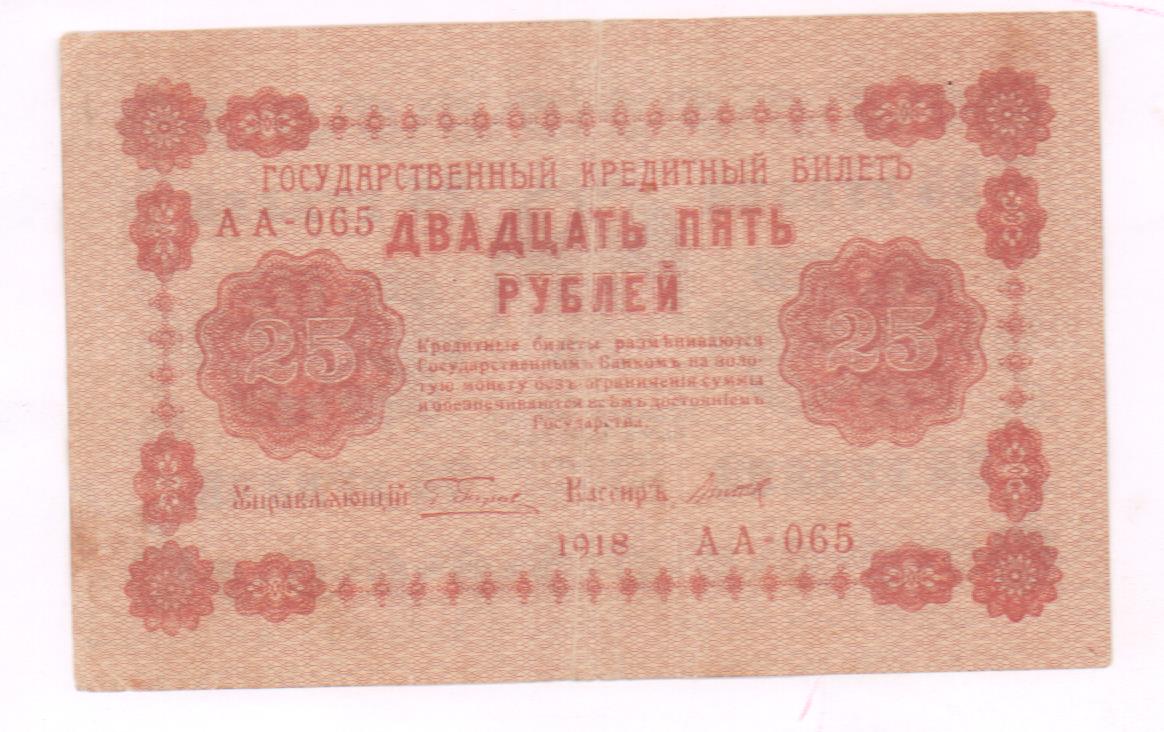 ГОСУДАРСТВЕННЫЙ КРЕДИТНЫЙ БИЛЕТЪ
АА-065 ДВАДЦАТЬ ПЯТЬ
РУБЛЕЙ
25 25
Кредитные билеты размѣниваются
Государственнымъ Банкомъ на золо-
тую монету безъ ограниченія суммы
и обезпечиваются всѣмъ достояніемъ
Государства.
Управляющій Кассиръ
1918 АА-065